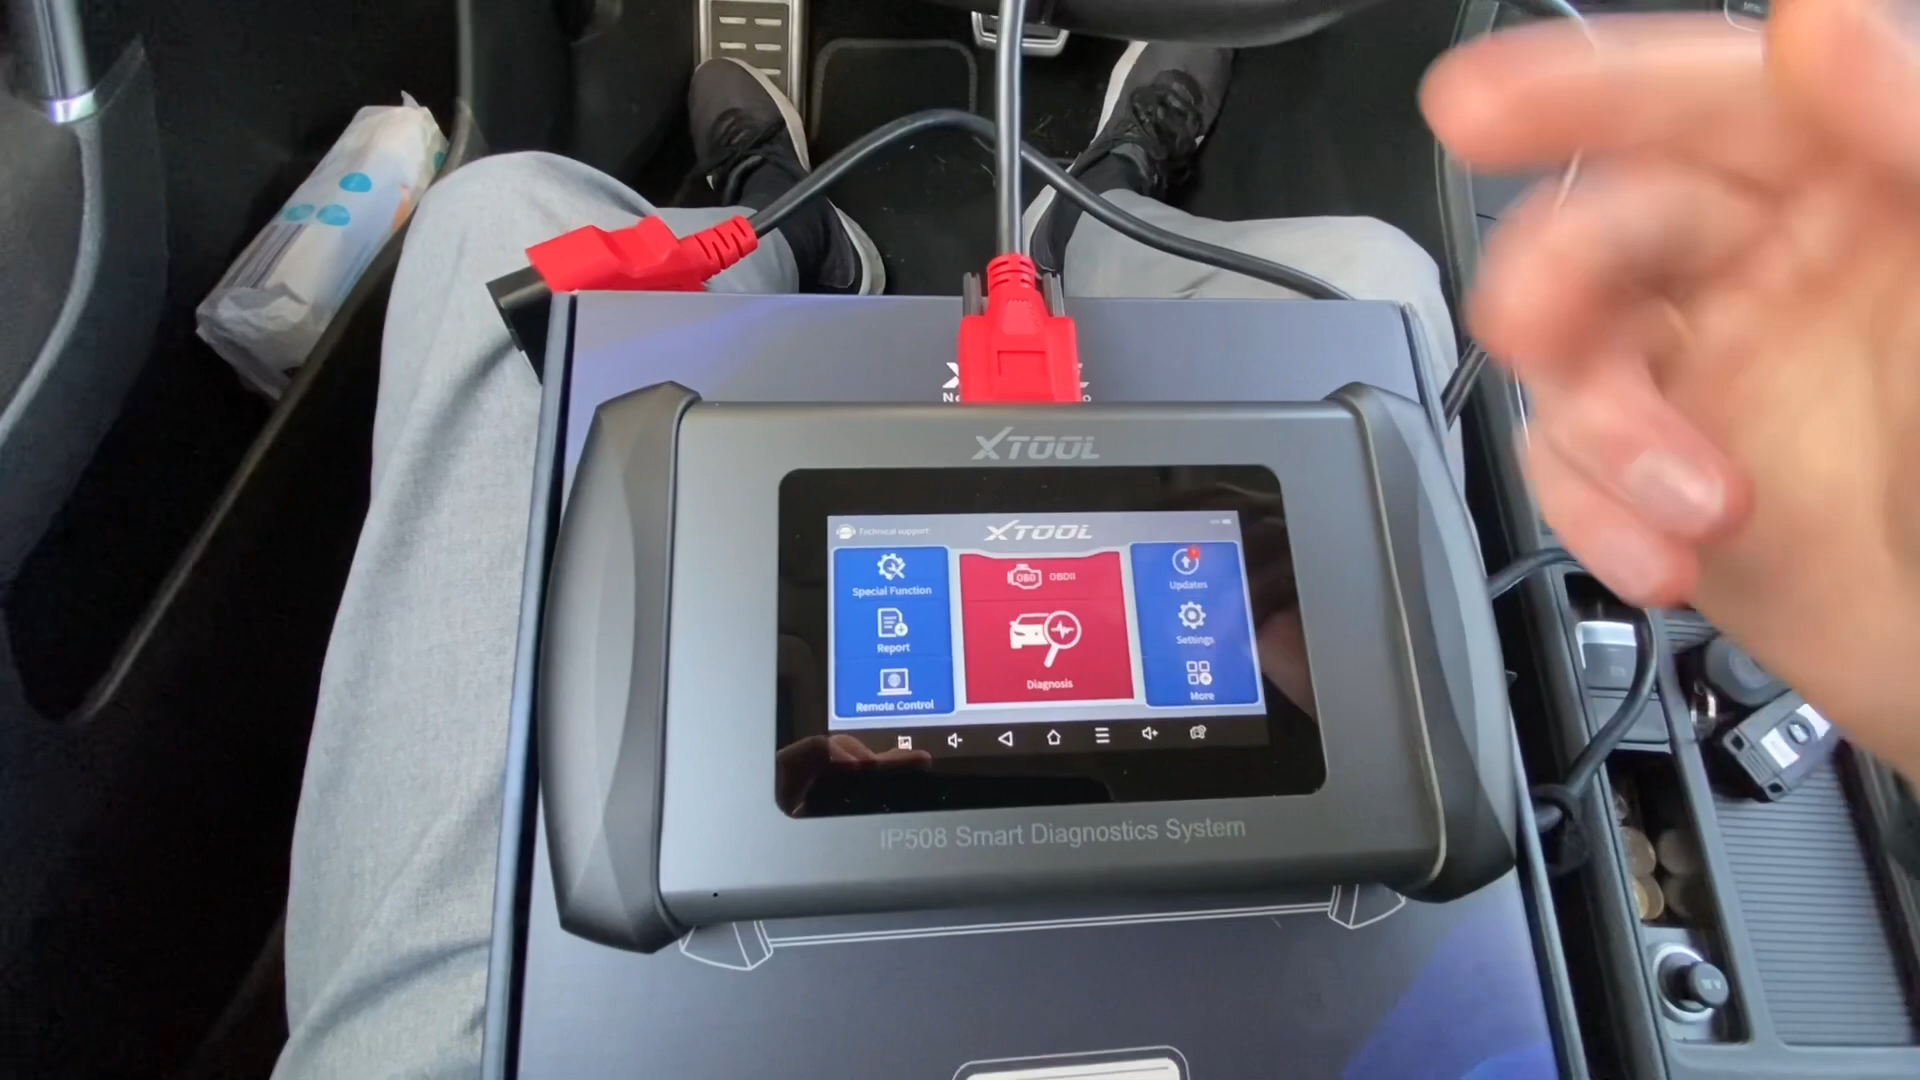 XTOOL
Technical support
XTOOL
Special Function
Report
Remote Control
OBD
OBDII
Diagnosis
Updates
Settings
More
IP508 Smart Diagnostics System